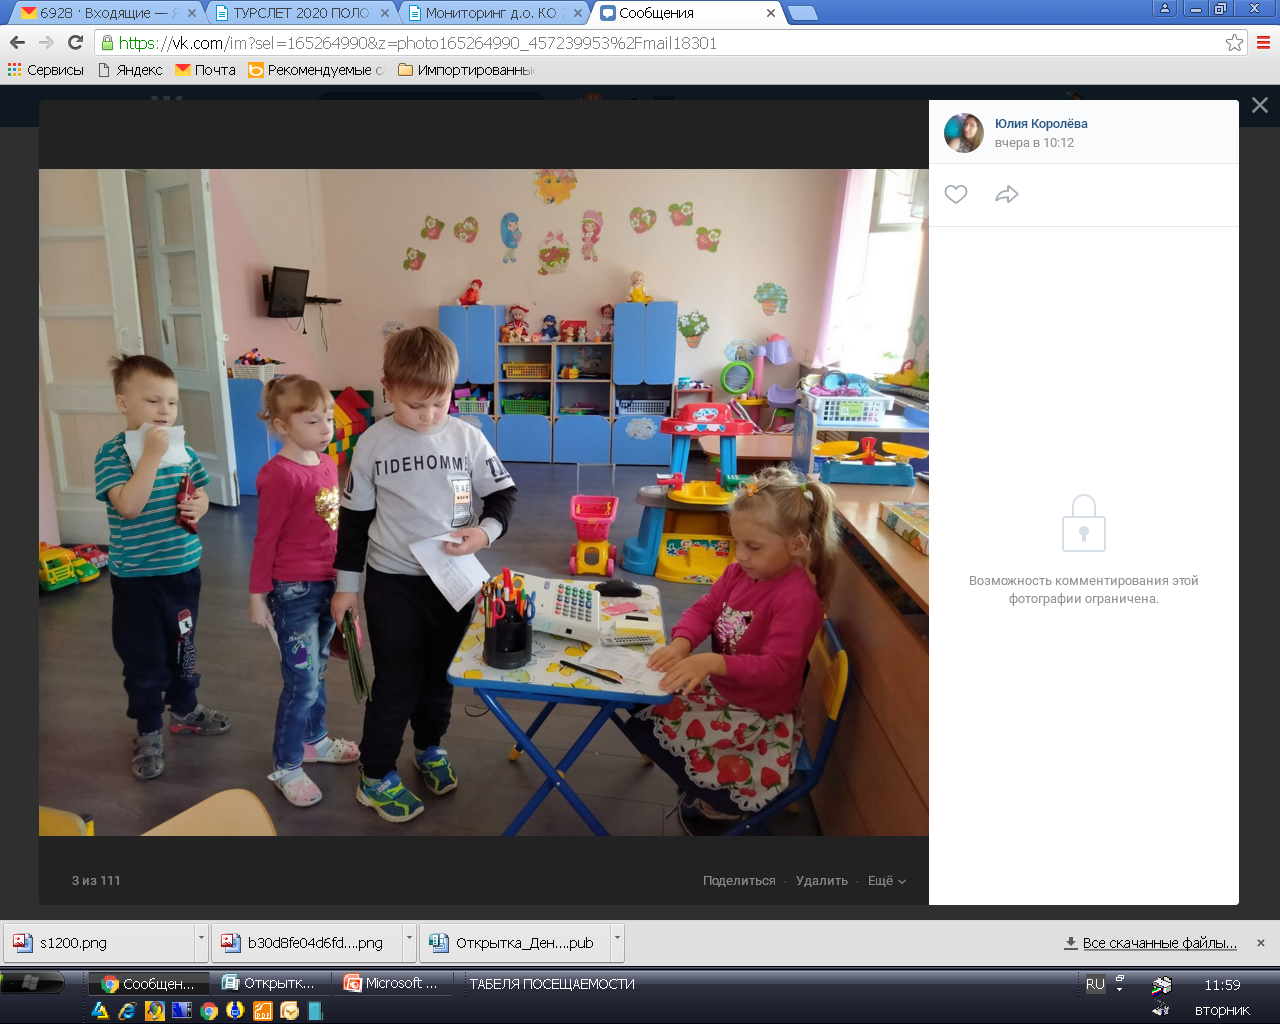 6928 · Входящие — Я
ТУРСЛЕТ 2020 ПОЛО
Мониторинг д.о. КО
Сообщения
https://vk.com/im?sel=165264990&z=photo165264990_457239953%2Fmail18301
Сервисы
Яндекс
Почта
Рекомендуемые с
Импортированны
Юлия Королёва
вчера в 10:12
TIDEHOMME
BAE
Возможность комментирования этой
фотографии ограничена.
3 из 111
Поделиться · Удалить · Ещё
s1200.png
b30d8fe04d6fd....png
Открытка_Ден....pub
Все скачанные файлы...
Сообщен...
Открытк...
Microsoft ...
ТАБЕЛЯ ПОСЕЩАЕМОСТИ
RU
11:59
вторник